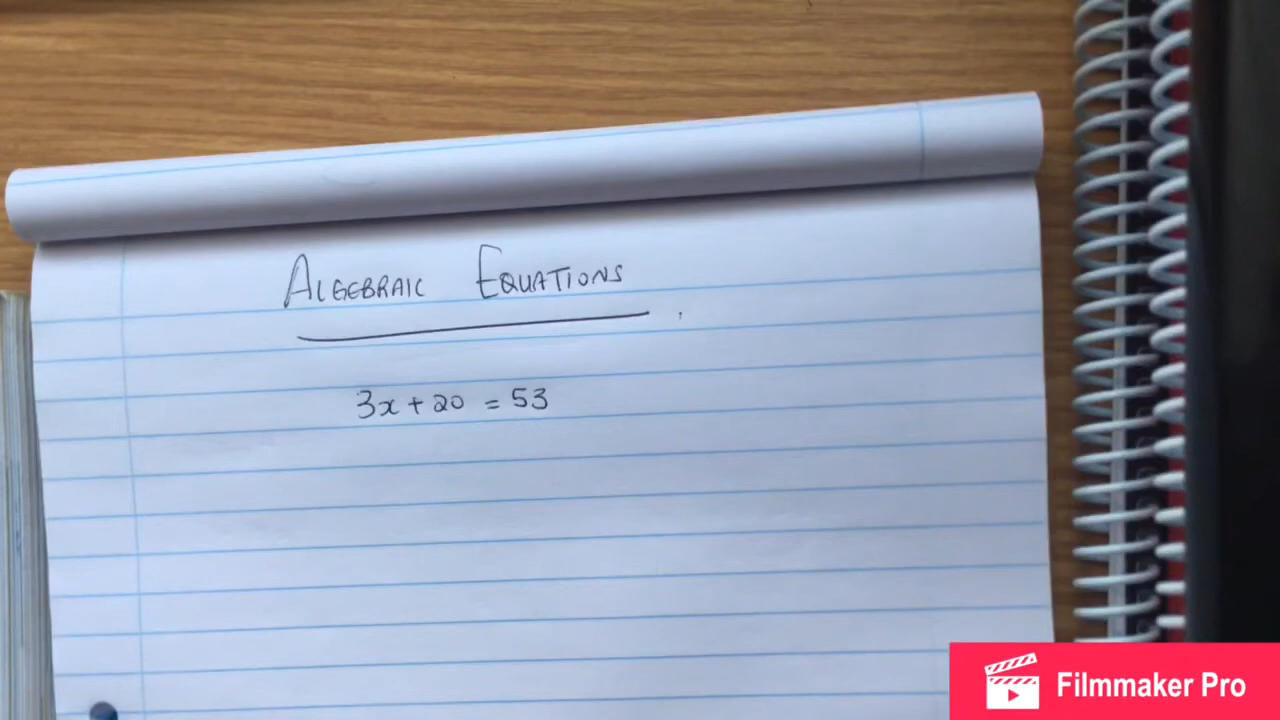 ALGEBRAIC EQUATIONS
3x + 20 = 53
Filmmaker Pro